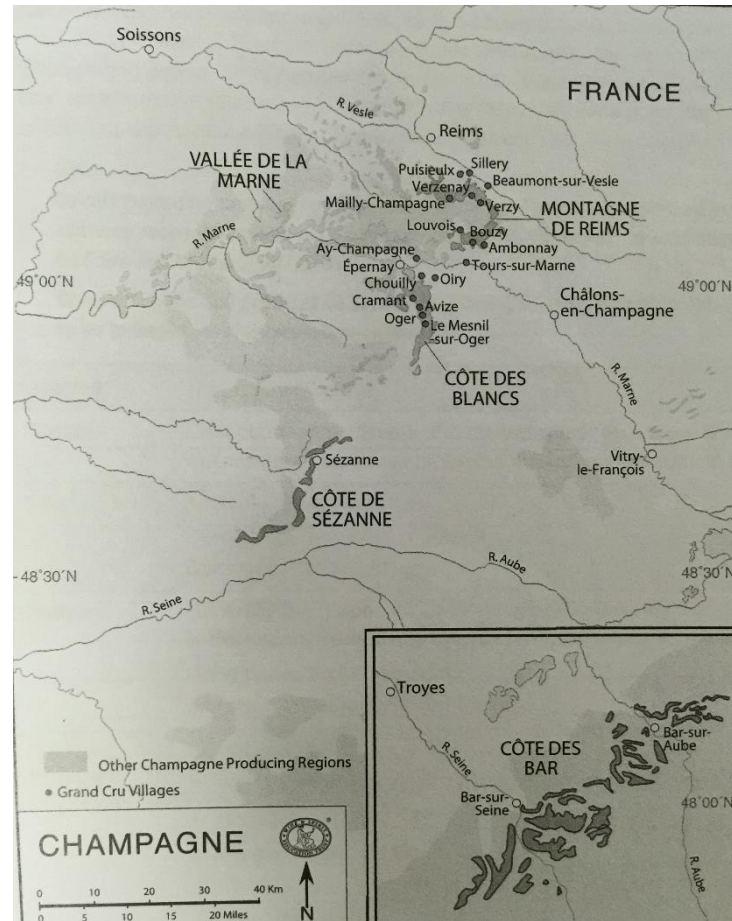 Soissons
FRANCE
R. Vesle
Reims
VALLÉE DE LA
MARNE
Puisieulx
Sillery
Verzenay
Beaumont-sur-Vesle
Mailly-Champagne
Verzy
MONTAGNE
DE REIMS
Louvois
Bouzy
Ambonnay
R. Marne
Ay-Champagne
Épernay
Tours-sur-Marne
49°00′N
Chouilly
Oiry
49°00′N
Cramant
Avize
Châlons-
en-Champagne
Oger
Le Mesnil
-sur-Oger
CÔTE DES
BLANCS
R. Marne
Sézanne
Vitry-
le-François
CÔTE DE
SÉZANNE
R. Aube
48°30′N
48°30′N
R. Seine
Troyes
CÔTE DES
BAR
Bar-sur-
Aube
R. Seine
Bar-sur-
Seine
48°00′N
R. Aube
Other Champagne Producing Regions
Grand Cru Villages
CHAMPAGNE
WINE & SPIRIT
EDUCATION TRUST
®
0 10 20 30 40 Km
0 5 10 15 20 Miles
N